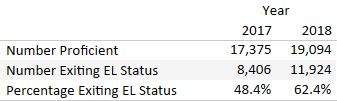 Year
2017 2018
Number Proficient 17,375 19,094
Number Exiting EL Status 8,406 11,924
Percentage Exiting EL Status 48.4% 62.4%